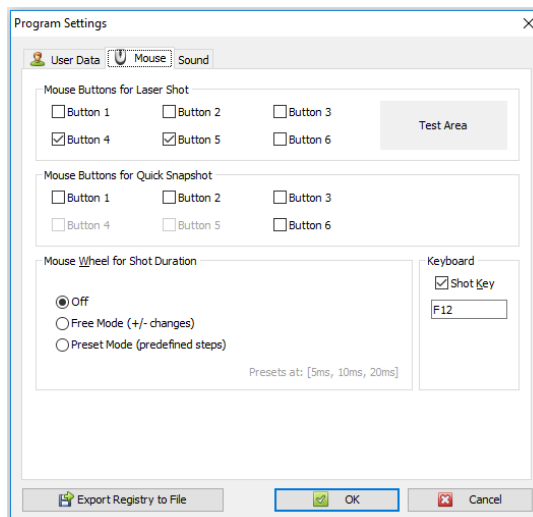 Program Settings
User Data Mouse Sound
Mouse Buttons for Laser Shot
Button 1 Button 2 Button 3
Test Area
Button 4 Button 5 Button 6
Mouse Buttons for Quick Snapshot
Button 1 Button 2 Button 3
Button 4 Button 5 Button 6
Mouse Wheel for Shot Duration
Off
Free Mode (+/- changes)
Preset Mode (predefined steps)
Presets at: [5ms, 10ms, 20ms]
Keyboard
Shot Key
F12
Export Registry to File OK Cancel